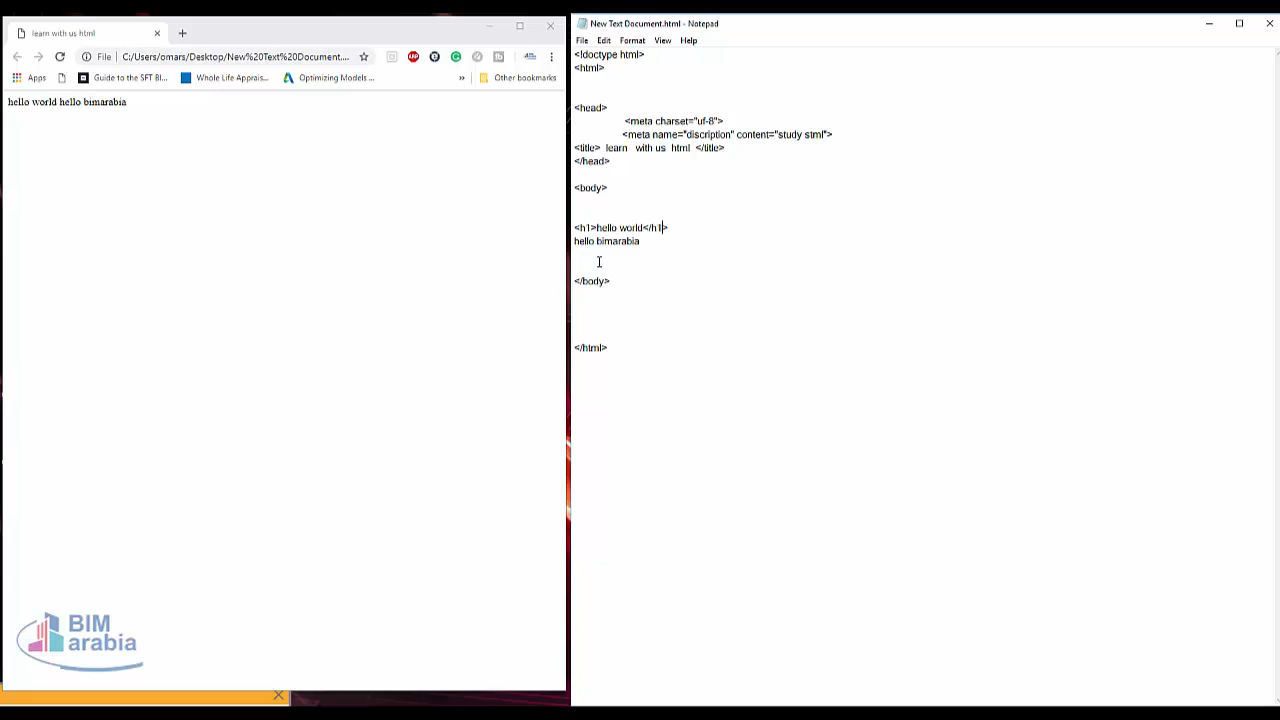 learn with us html
File
C:/Users/omars/Desktop/New%20Text%20Document....
Apps
Guide to the SFT BI...
Whole Life Apprais...
Optimizing Models ...
»
Other bookmarks
hello world hello bimarabia
BIM
arabia
New Text Document.html - Notepad
File Edit Format View Help
<!doctype html>
<html>
<head>
<meta charset="uf-8">
<meta name="discription" content="study stml">
<title> learn with us html </title>
</head>
<body>
<h1>hello world</h1>
hello bimarabia
</body>
</html>